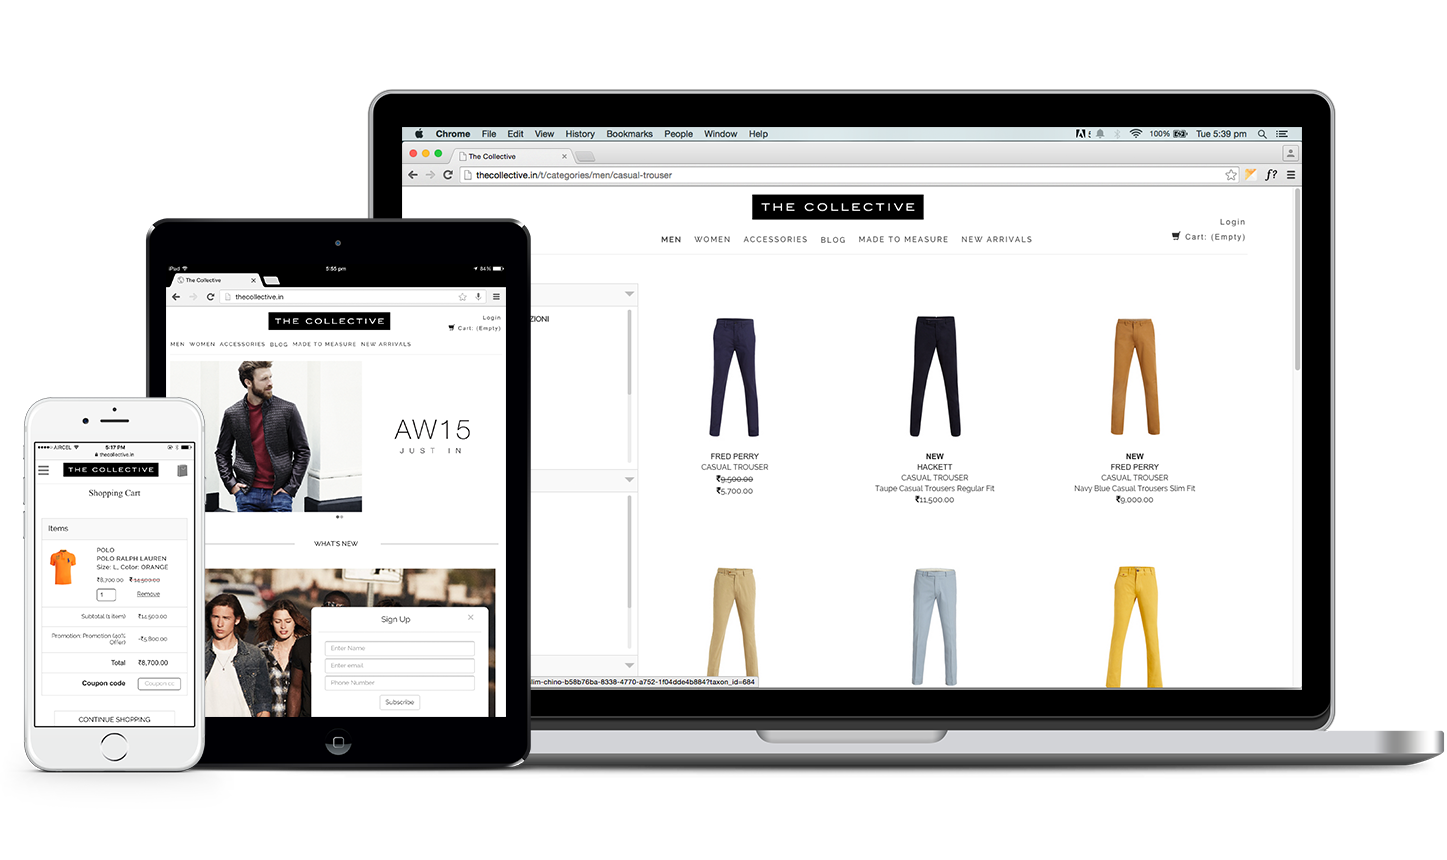 Chrome File Edit View History Bookmarks People Window Help
100% Tue 5:39 pm
The Collective
thecollective.in/t/categories/men/casual-trouser
f?
THE COLLECTIVE
Login
Cart: (Empty)
MEN WOMEN ACCESSORIES BLOG MADE TO MEASURE NEW ARRIVALS
ZIONI
FRED PERRY
CASUAL TROUSER
₹9,500.00
₹5,700.00
NEW
HACKETT
CASUAL TROUSER
Taupe Casual Trousers Regular Fit
₹11,500.00
NEW
FRED PERRY
CASUAL TROUSER
Navy Blue Casual Trousers Slim Fit
₹9,000.00
lim-chino-b58b76ba-8338-4770-a752-1f04dde4b884?taxon_id=684
iPad 5:55 pm 84%
The Collective
thecollective.in
THE COLLECTIVE
Login
Cart: (Empty)
MEN WOMEN ACCESSORIES BLOG MADE TO MEASURE NEW ARRIVALS
AW15
JUST IN
WHAT'S NEW
Sign Up
Enter Name
Enter email
Phone Number
Subscribe
AIRCEL 5:17 PM
thecollective.in
THE COLLECTIVE
Shopping Cart
Items
POLO
POLO RALPH LAUREN
Size: L, Color: ORANGE
₹8,700.00 ₹14,500.00
1 Remove
Subtotal (1 item) ₹14,500.00
Promotion: Promotion (40%
Offer) -₹5,800.00
Total ₹8,700.00
Coupon code Coupon cc
CONTINUE SHOPPING